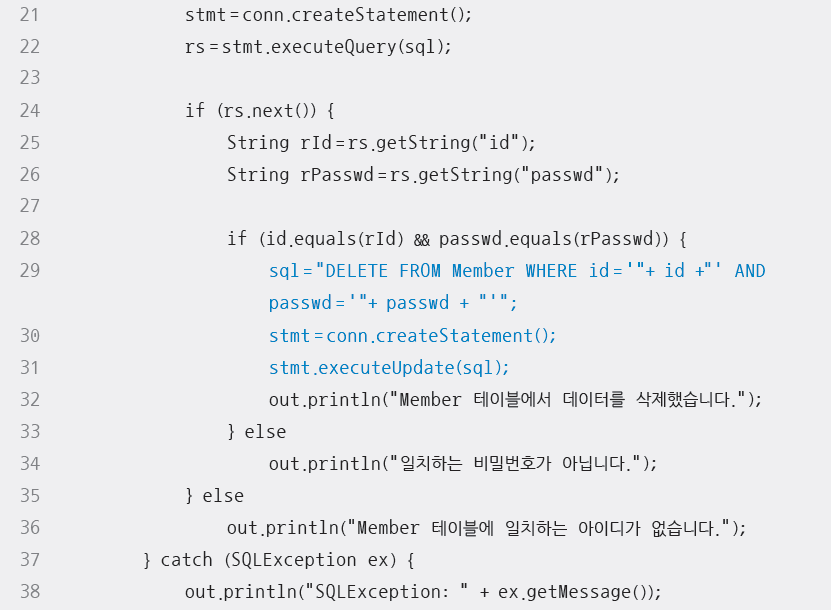 21 stmt=conn.createStatement();
22 rs=stmt.executeQuery(sql);
23
24 if (rs.next()) {
25 String rId=rs.getString("id");
26 String rPasswd=rs.getString("passwd");
27
28 if (id.equals(rId) && passwd.equals(rPasswd)) {
29 sql="DELETE FROM Member WHERE id='"+ id +"' AND
passwd='"+ passwd + "'";
30 stmt=conn.createStatement();
31 stmt.executeUpdate(sql);
32 out.println("Member 테이블에서 데이터를 삭제했습니다.");
33 } else
34 out.println("일치하는 비밀번호가 아닙니다.");
35 } else
36 out.println("Member 테이블에 일치하는 아이디가 없습니다.");
37 } catch (SQLException ex) {
38 out.println("SQLException: " + ex.getMessage());